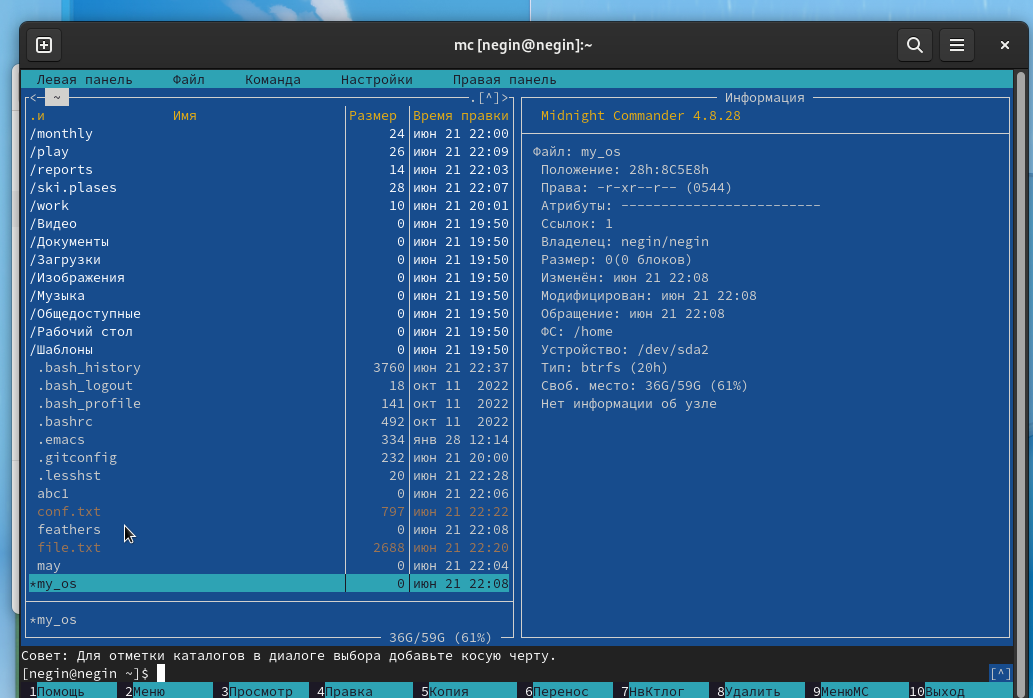 mc [negin@negin]:~
Левая панель Файл Команда Настройки Правая панель
<─ ~ .[^]>
.и Имя Размер Время правки
/monthly 24 июн 21 22:00
/play 26 июн 21 22:09
/reports 14 июн 21 22:03
/ski.plases 28 июн 21 22:07
/work 10 июн 21 20:01
/Видео 0 июн 21 19:50
/Документы 0 июн 21 19:50
/Загрузки 0 июн 21 19:50
/Изображения 0 июн 21 19:50
/Музыка 0 июн 21 19:50
/Общедоступные 0 июн 21 19:50
/Рабочий стол 0 июн 21 19:50
/Шаблоны 0 июн 21 19:50
.bash_history 3760 июн 21 22:37
.bash_logout 18 окт 11 2022
.bash_profile 141 окт 11 2022
.bashrc 492 окт 11 2022
.emacs 334 янв 28 12:14
.gitconfig 232 июн 21 20:00
.lesshst 20 июн 21 22:28
abc1 0 июн 21 22:06
conf.txt 797 июн 21 22:22
feathers 0 июн 21 22:08
file.txt 2688 июн 21 22:20
may 0 июн 21 22:04
*my_os 0 июн 21 22:08
*my_os
36G/59G (61%)
Информация
Midnight Commander 4.8.28
Файл: my_os
Положение: 28h:8C5E8h
Права: -r-xr--r-- (0544)
Атрибуты: -------------------------
Ссылок: 1
Владелец: negin/negin
Размер: 0(0 блоков)
Изменён: июн 21 22:08
Модифицирован: июн 21 22:08
Обращение: июн 21 22:08
ФС: /home
Устройство: /dev/sda2
Тип: btrfs (20h)
Своб. место: 36G/59G (61%)
Нет информации об узле
Совет: Для отметки каталогов в диалоге выбора добавьте косую черту.
[negin@negin ~]$ [^]
1Помощь 2Меню 3Просмотр 4Правка 5Копия 6Перенос 7НвКтлог 8Удалить 9МенюМС 10Выход